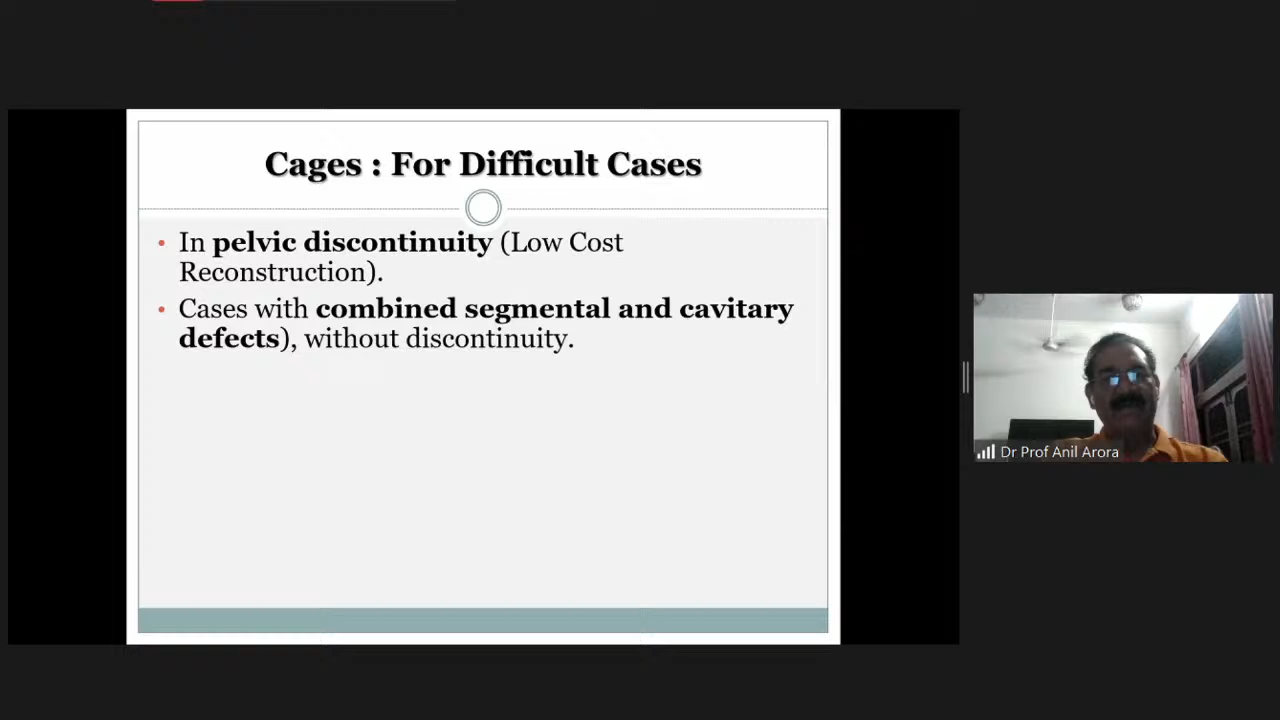 Cages : For Difficult Cases
• In pelvic discontinuity (Low Cost
Reconstruction).
• Cases with combined segmental and cavitary
defects), without discontinuity.
Dr Prof Anil Arora